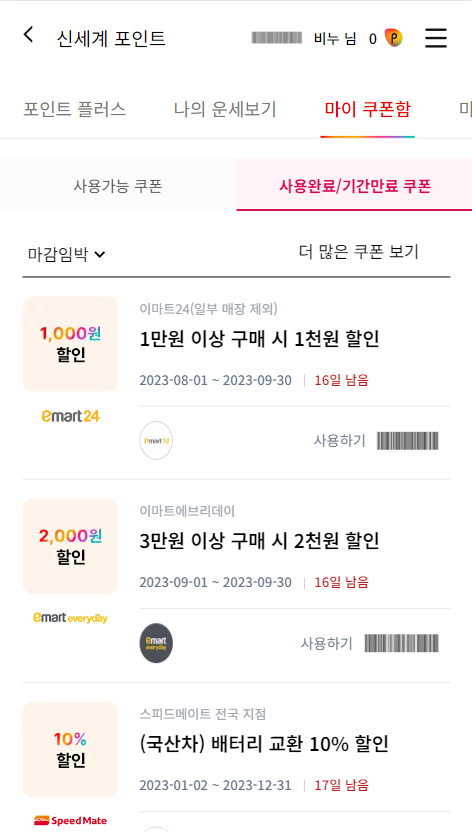 신세계 포인트
비누 님 0
포인트 플러스 나의 운세보기 마이 쿠폰함
사용가능 쿠폰 사용완료/기간만료 쿠폰
마감임박 더 많은 쿠폰 보기
1,000원
할인
emart24
이마트24(일부 매장 제외)
1만원 이상 구매 시 1천원 할인
2023-08-01 ~ 2023-09-30 | 16일 남음
emart24
사용하기
2,000원
할인
emart everyday
이마트에브리데이
3만원 이상 구매 시 2천원 할인
2023-09-01 ~ 2023-09-30 | 16일 남음
emart
everyday
사용하기
10%
할인
SpeedMate
스피드메이트 전국 지점
(국산차) 배터리 교환 10% 할인
2023-01-02 ~ 2023-12-31 | 17일 남음